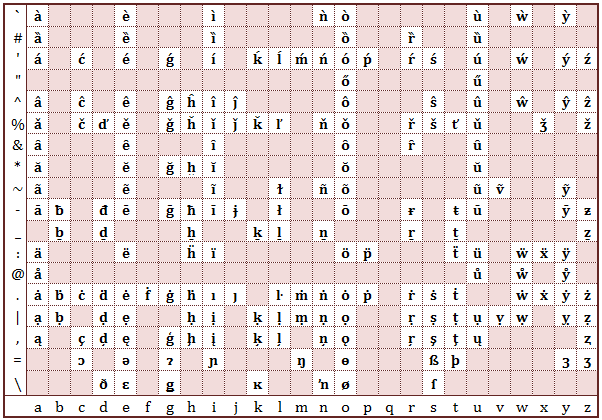 ` à è ì ǹ ò ù ẁ ỳ
# ȁ ȅ ȉ ȍ ȑ ȕ
' á ć é ǵ í ḱ ĺ ḿ ń ó ṕ ŕ ś ú ẃ ý ź
" ő ű
^ â ĉ ê ĝ ĥ î ĵ ô ŝ û ŵ ŷ ẑ
% ǎ č ď ě ǧ ȟ ǐ ǰ ǩ ľ ň ǒ ř š ť ǔ ǯ ž
& ȃ ȇ ȋ ȏ ȓ ȗ
* ă ĕ ğ ḫ ĭ ŏ ŭ
~ ã ẽ ĩ ɫ ñ õ ũ ṽ ỹ
- ā ƀ đ ē ḡ ħ ī ɉ ł ō ɍ ŧ ū ȳ ƶ
_ ḇ ḏ ẖ ḵ ḻ ṉ ṟ ṯ ẕ
: ä ë ḧ ï ö p̈ ẗ ü ẅ ẍ ÿ
@ å ů ẘ ẙ
. ȧ ḃ ċ ḋ ė ḟ ġ ḣ ı ȷ ŀ ṁ ṅ ȯ ṗ ṙ ṡ ṫ ẇ ẋ ẏ ż
| ạ ḅ ḍ ẹ ḥ ị ḳ ḷ ṃ ṇ ọ ṛ ṣ ṭ ụ ṿ ẉ ỵ ẓ
, ą ç ḑ ę ģ ḩ į ķ ļ ņ ǫ ŗ ş ţ ų ȥ
= ɔ ə ɂ ɲ ŋ ɵ ß þ ȝ ʒ
\ ð ɛ ɡ ĸ ŉ ø ſ
a b c d e f g h i j k l m n o p q r s t u v w x y z